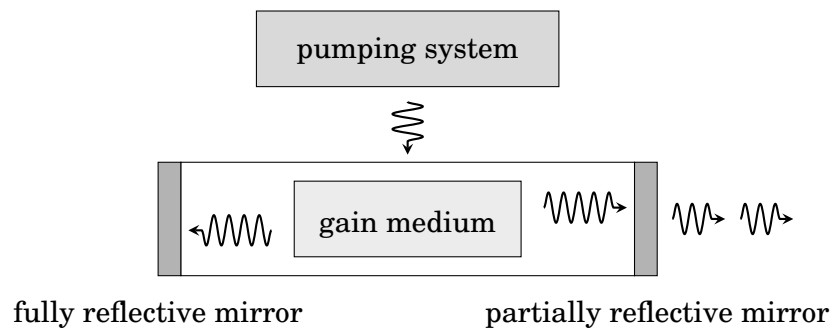 pumping system
gain medium
fully reflective mirror
partially reflective mirror